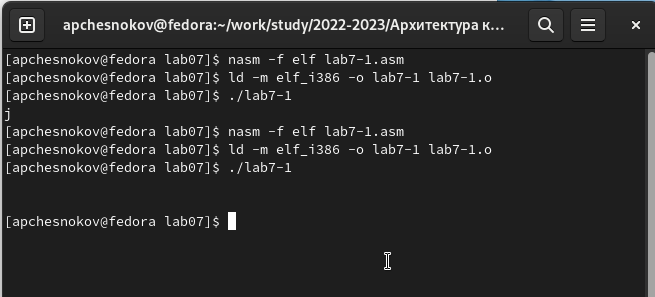 apchesnokov@fedora:~/work/study/2022-2023/Архитектура к...
[apchesnokov@fedora lab07]$ nasm -f elf lab7-1.asm
[apchesnokov@fedora lab07]$ ld -m elf_i386 -o lab7-1 lab7-1.o
[apchesnokov@fedora lab07]$ ./lab7-1
j
[apchesnokov@fedora lab07]$ nasm -f elf lab7-1.asm
[apchesnokov@fedora lab07]$ ld -m elf_i386 -o lab7-1 lab7-1.o
[apchesnokov@fedora lab07]$ ./lab7-1
[apchesnokov@fedora lab07]$